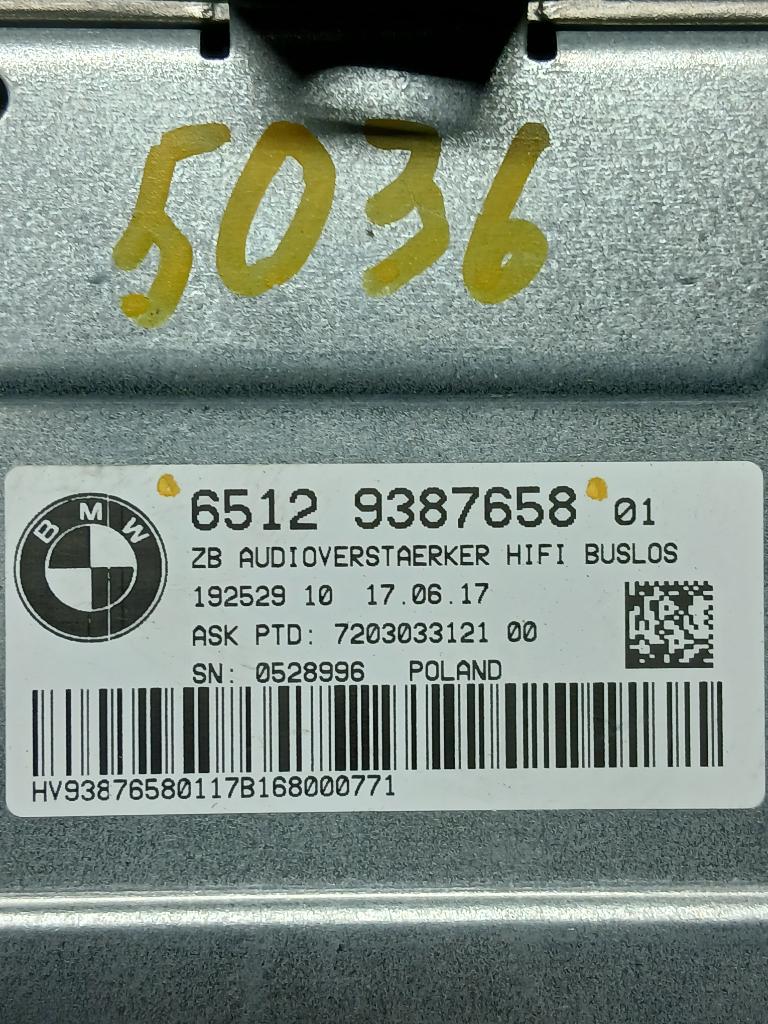 5036
BMW
6512 9387658 01
ZB AUDIOVERSTAERKER HIFI BUSLOS
192529 10 17.06.17
ASK PTD: 7203033121 00
SN: 0528996 POLAND
HV93876580117B168000771